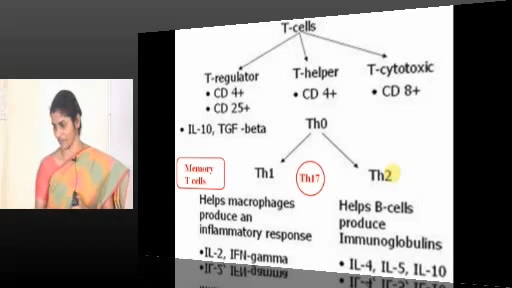 T-cells
T-regulator
• CD 4+
• CD 25+
• IL-10, TGF -beta
T-helper
• CD 4+
T-cytotoxic
• CD 8+
Th0
Memory
T cells
Th1
Th17
Th2
Helps macrophages
produce an
inflammatory response
•IL-2, IFN-gamma
Helps B-cells
produce
Immunoglobulins
• IL-4, IL-5, IL-10